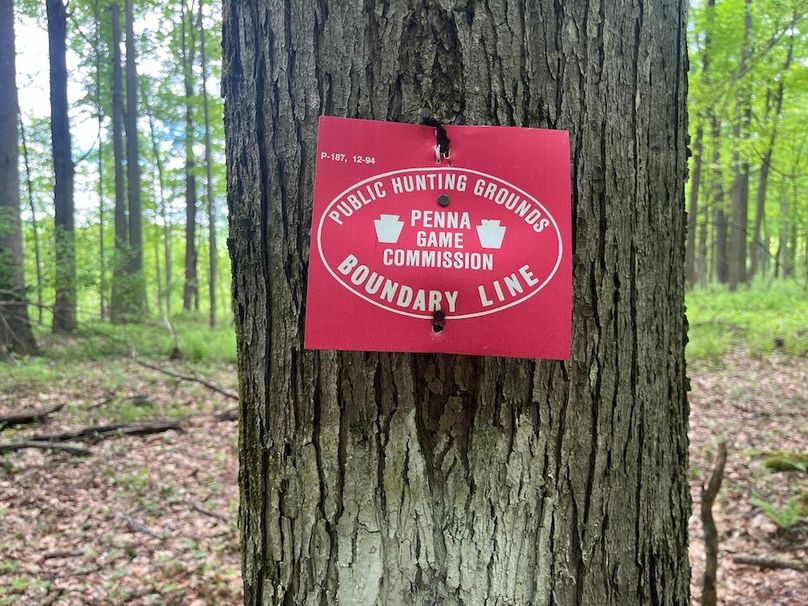 P-187, 12-94
PUBLIC HUNTING GROUNDS
PENNA
GAME
COMMISSION
BOUNDARY LINE